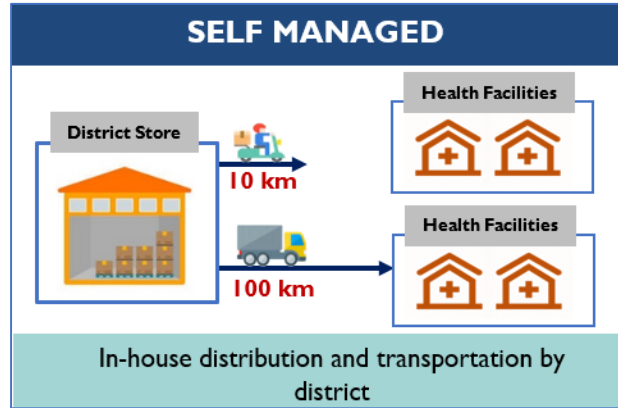 SELF MANAGED
District Store
10 km
Health Facilities
100 km
Health Facilities
In-house distribution and transportation by
district